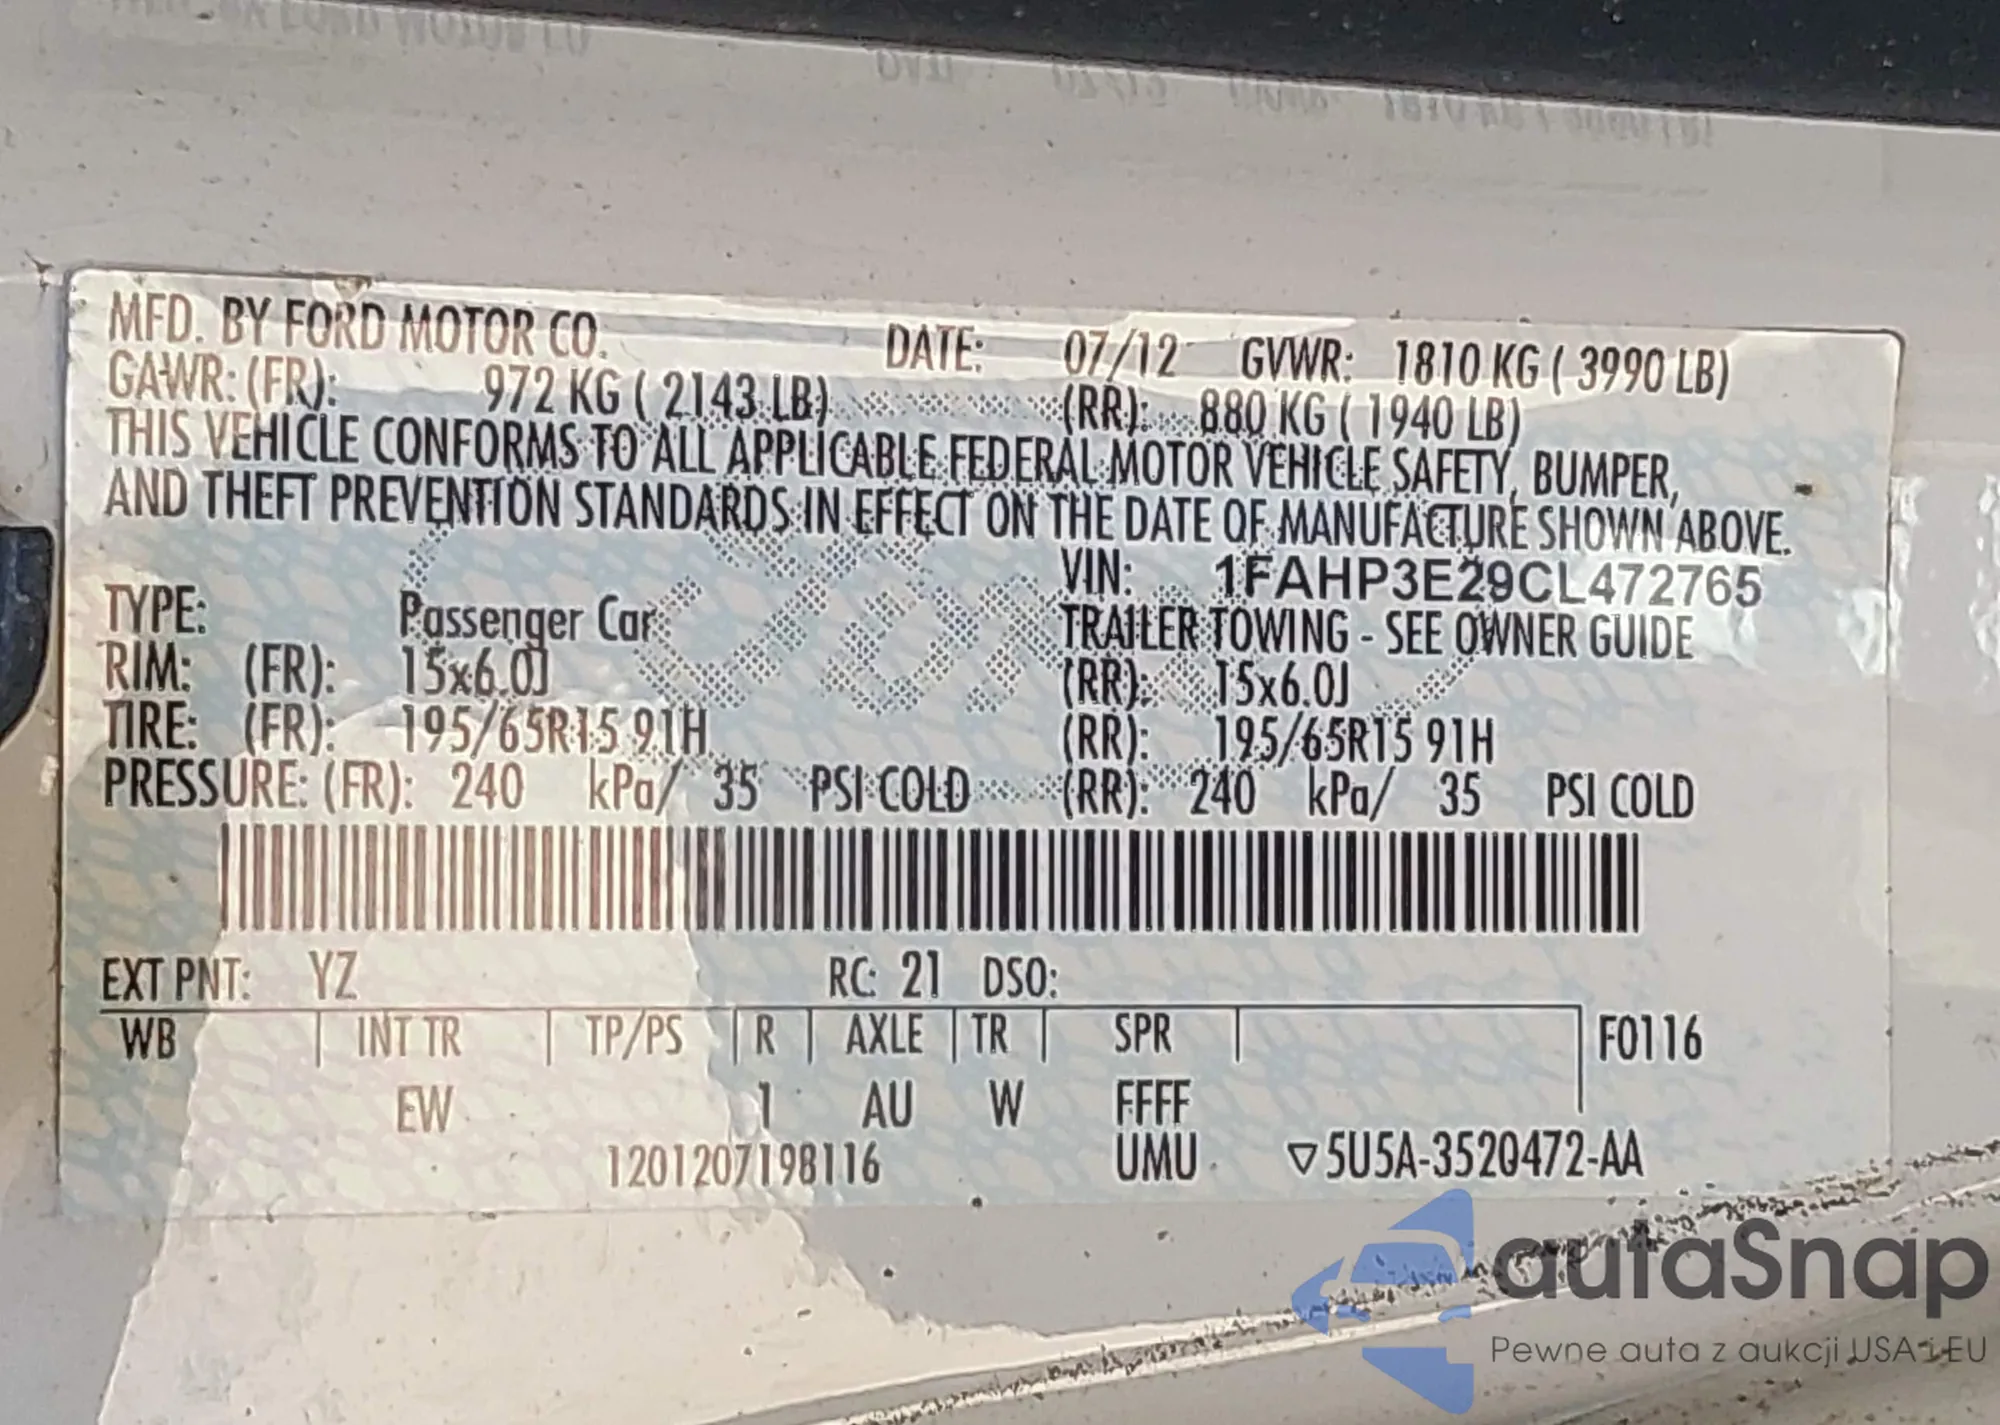 MFD. BY FORD MOTOR CO. DATE: 07/12 GVWR: 1810 KG ( 3990 LB)
GAWR: (FR): 972 KG ( 2143 LB) (RR): 880 KG ( 1940 LB)
THIS VEHICLE CONFORMS TO ALL APPLICABLE FEDERAL MOTOR VEHICLE SAFETY, BUMPER,
AND THEFT PREVENTION STANDARDS IN EFFECT ON THE DATE OF MANUFACTURE SHOWN ABOVE.
VIN: 1FAHP3E29CL472765
TYPE: Passenger Car TRAILER TOWING - SEE OWNER GUIDE
RIM: (FR): 15x6.0J (RR): 15x6.0J
TIRE: (FR): 195/65R15 91H (RR): 195/65R15 91H
PRESSURE: (FR): 240 kPa/ 35 PSI COLD (RR): 240 kPa/ 35 PSI COLD
EXT PNT: YZ RC: 21 DSO:
WB INT TR TP/PS R AXLE TR SPR F0116
EW 1 AU W FFFF
1201207198116 UMU ▽5U5A-3520472-AA
autaSnap
Pewne auta z aukcji USA i EU